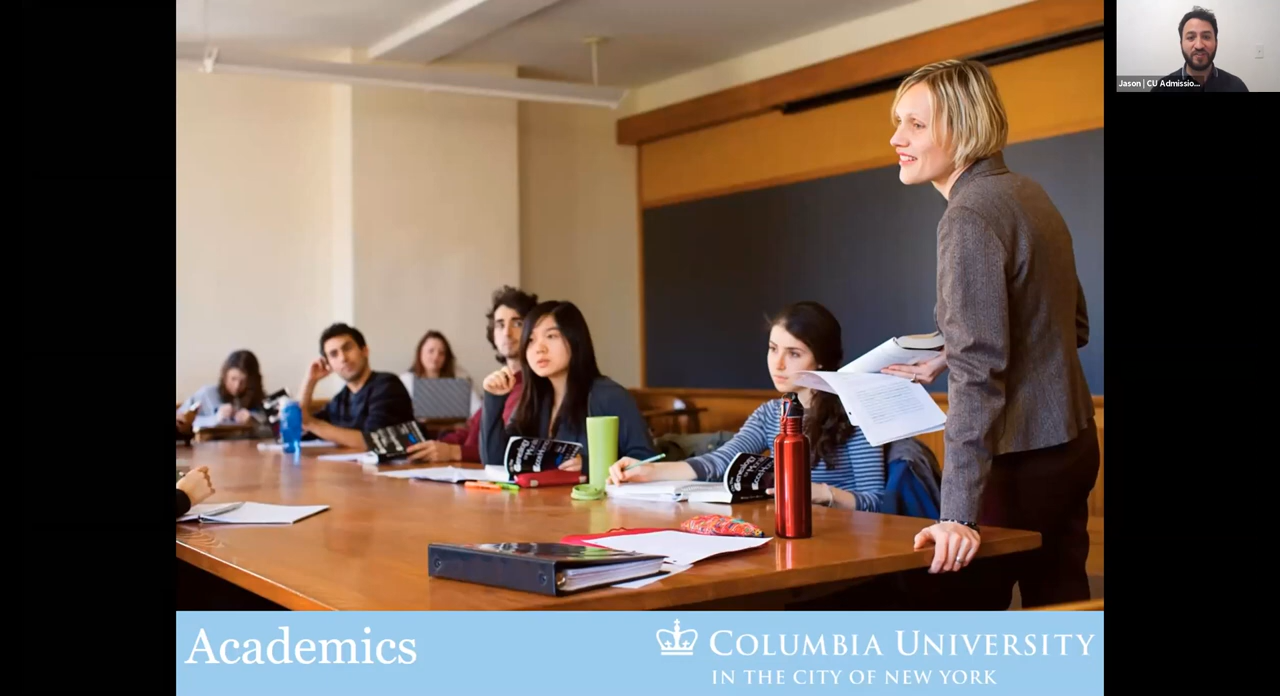 Jason | CU Admissio...
Academics
COLUMBIA UNIVERSITY
IN THE CITY OF NEW YORK